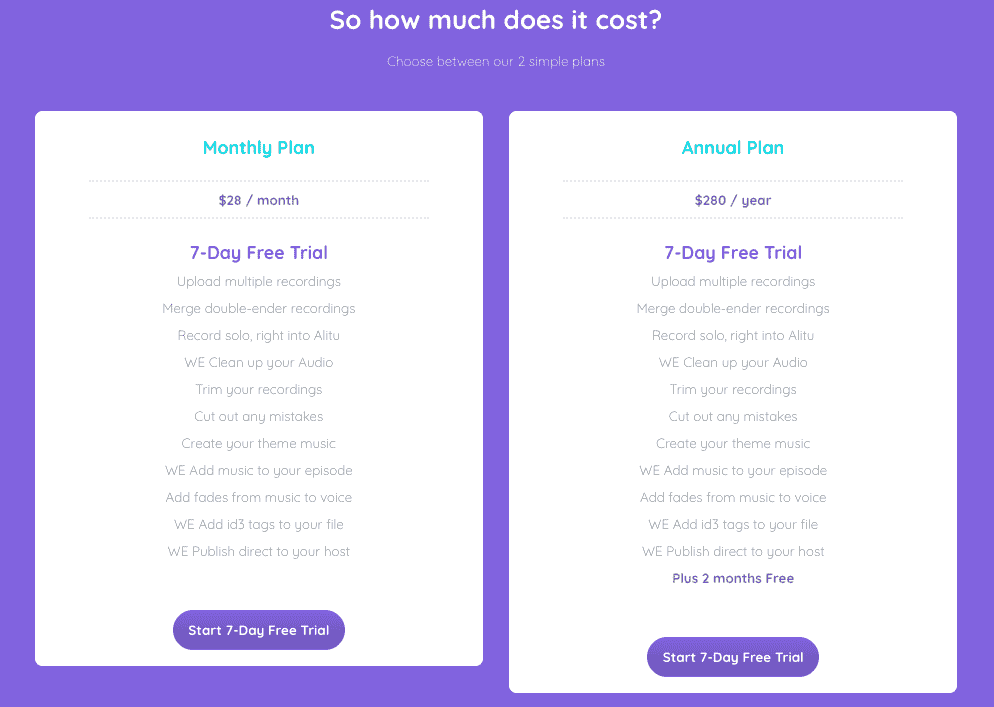 So how much does it cost?
Choose between our 2 simple plans
Monthly Plan
$28 / month
7-Day Free Trial
Upload multiple recordings
Merge double-ender recordings
Record solo, right into Alitu
WE Clean up your Audio
Trim your recordings
Cut out any mistakes
Create your theme music
WE Add music to your episode
Add fades from music to voice
WE Add id3 tags to your file
WE Publish direct to your host
Start 7-Day Free Trial
Annual Plan
$280 / year
7-Day Free Trial
Upload multiple recordings
Merge double-ender recordings
Record solo, right into Alitu
WE Clean up your Audio
Trim your recordings
Cut out any mistakes
Create your theme music
WE Add music to your episode
Add fades from music to voice
WE Add id3 tags to your file
WE Publish direct to your host
Plus 2 months Free
Start 7-Day Free Trial